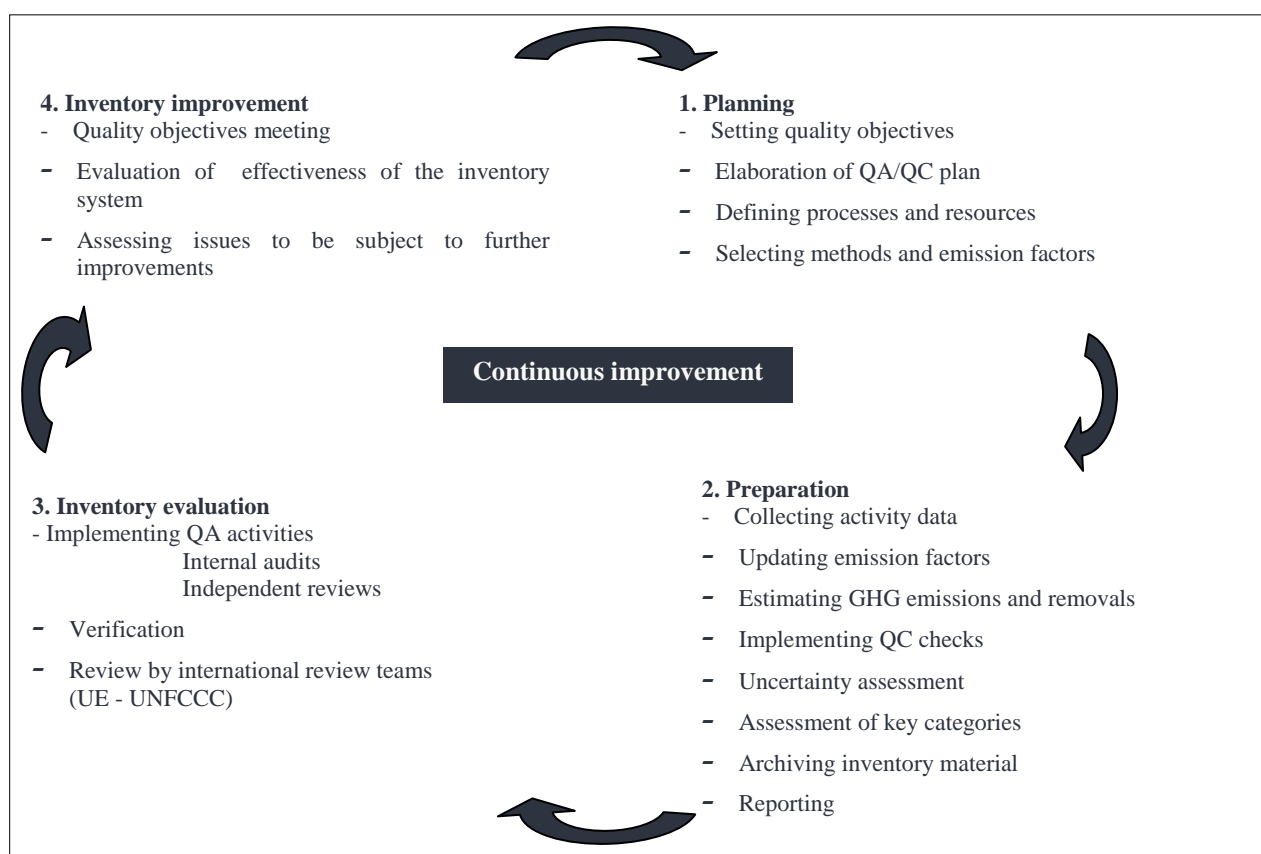 4. Inventory improvement
- Quality objectives meeting
- Evaluation of effectiveness of the inventory
system
- Assessing issues to be subject to further
improvements
1. Planning
- Setting quality objectives
- Elaboration of QA/QC plan
- Defining processes and resources
- Selecting methods and emission factors
Continuous improvement
3. Inventory evaluation
- Implementing QA activities
Internal audits
Independent reviews
- Verification
- Review by international review teams
(UE - UNFCCC)
2. Preparation
- Collecting activity data
- Updating emission factors
- Estimating GHG emissions and removals
- Implementing QC checks
- Uncertainty assessment
- Assessment of key categories
- Archiving inventory material
- Reporting